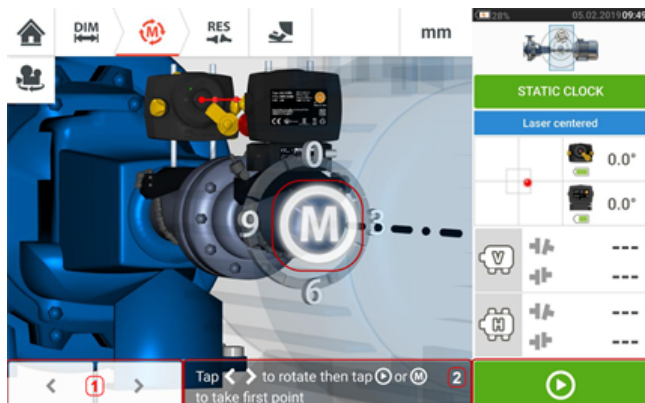 DIM
M
RES
mm
28%
05.02.2019 09:49
STATIC CLOCK
Laser centered
0.0°
0.0°
0
9
M
3
6
V
---
---
H
---
---
< 1 >
Tap < > to rotate then tap or M
to take first point
2